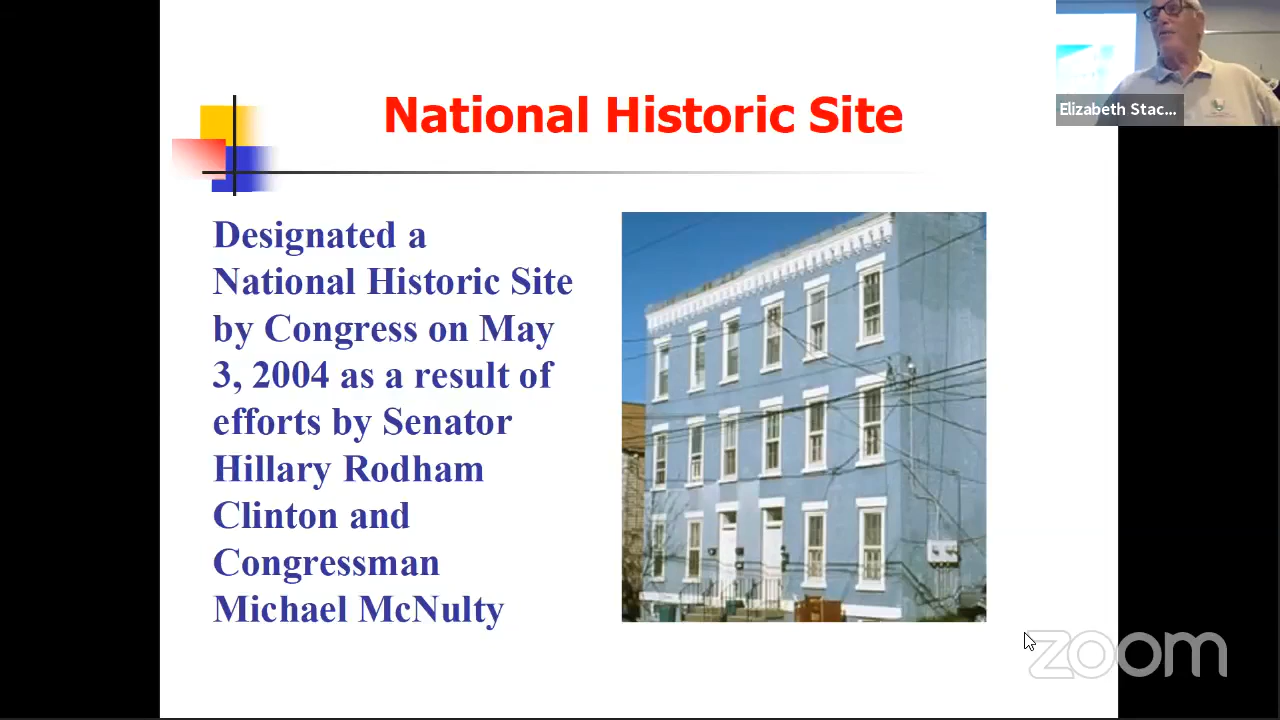 National Historic Site
Elizabeth Stac...
Designated a
National Historic Site
by Congress on May
3, 2004 as a result of
efforts by Senator
Hillary Rodham
Clinton and
Congressman
Michael McNulty
zoom